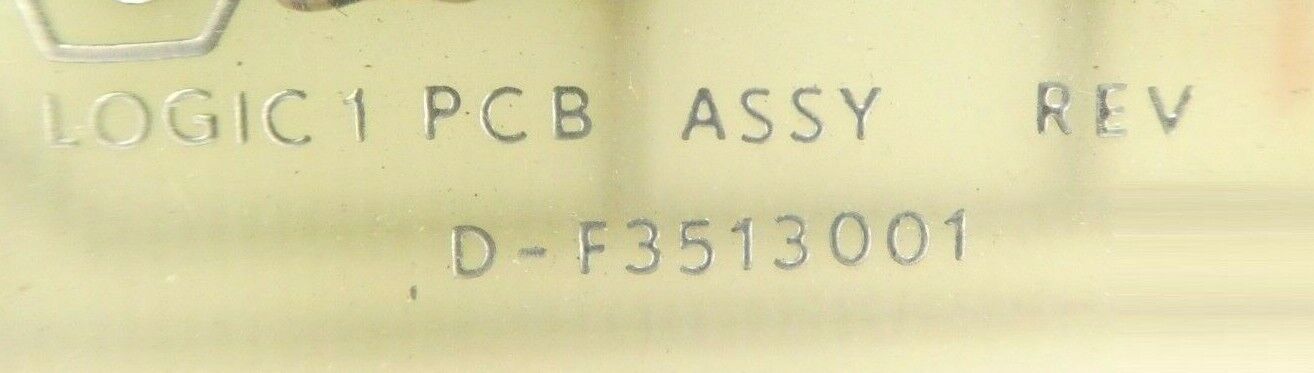 LOGIC 1 PCB ASSY REV
D-F3513001